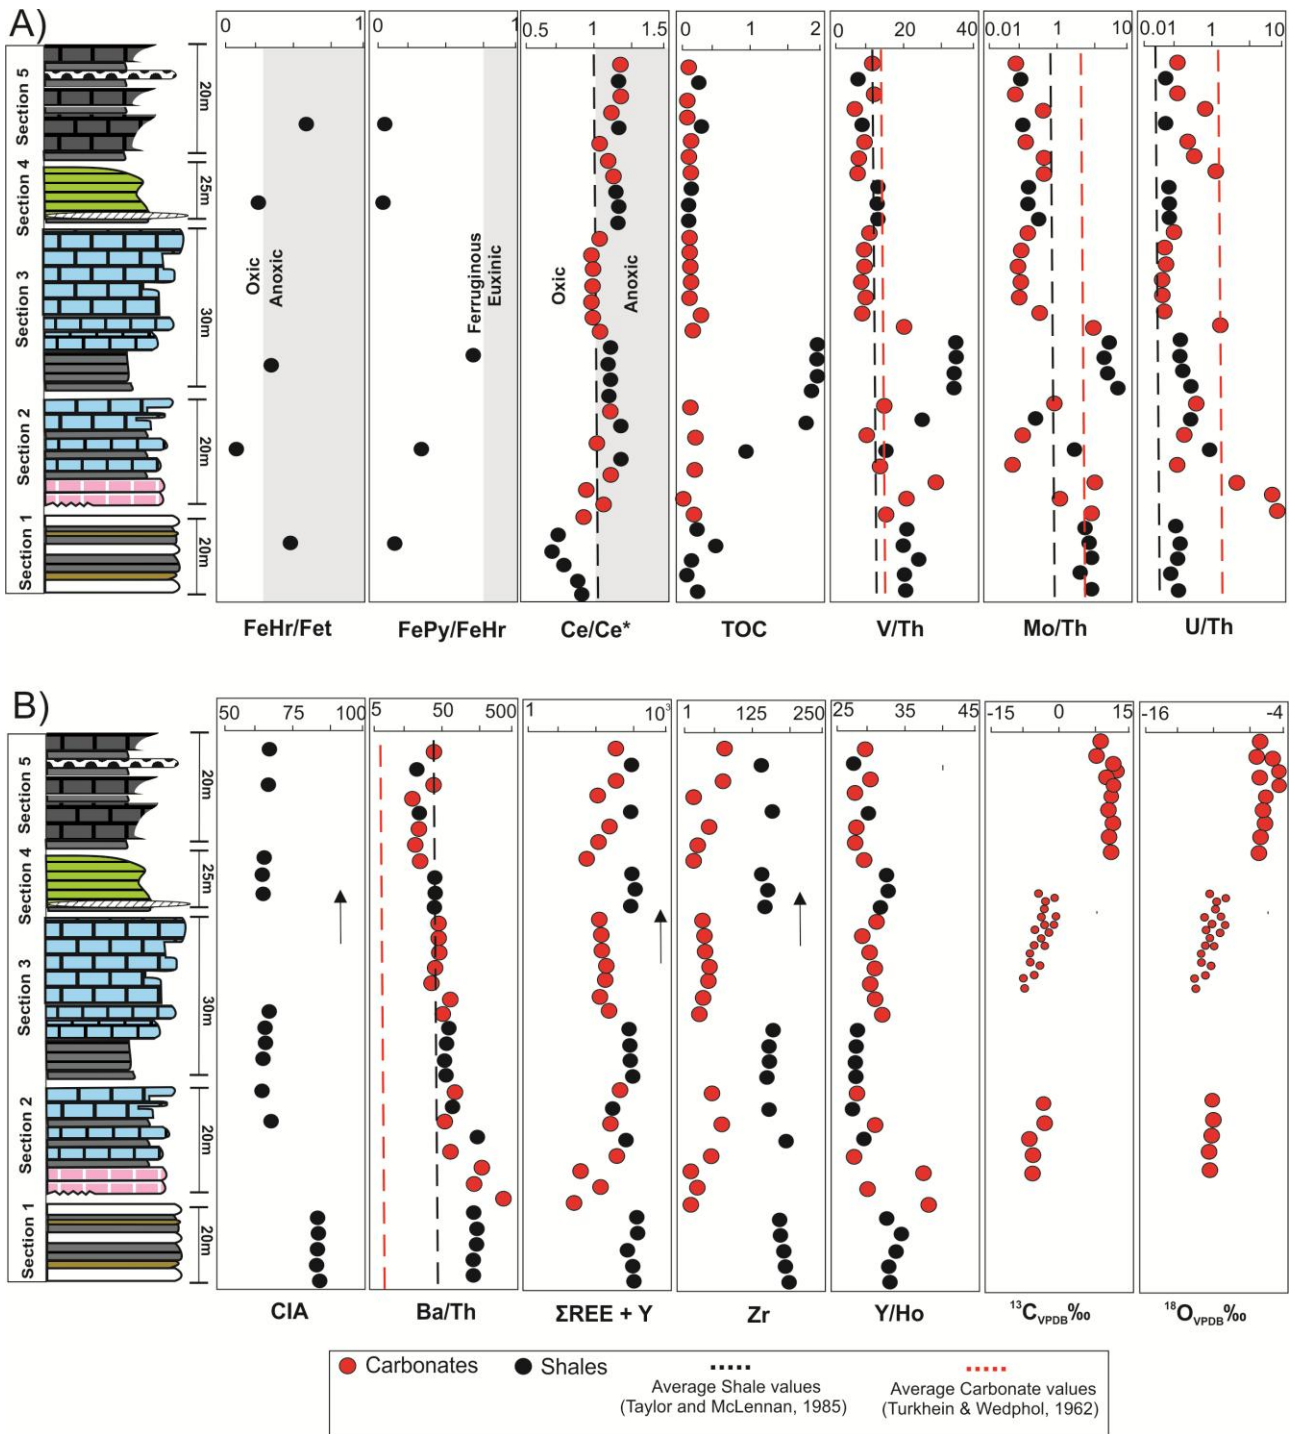 A)
0 1
0 1
0.5 1 1.5
0 1 2
0 20 40
0.01 1 10
0.01 1 10
Section 5
Section 4
Section 3
Section 2
Section 1
20m
25m
30m
20m
20m
Oxic
Anoxic
Ferruginous
Euxinic
Oxic
Anoxic
FeHr/Fet
FePy/FeHr
Ce/Ce*
TOC
V/Th
Mo/Th
U/Th
B)
50 75 100
5 50 500
1 10³
1 125 250
25 35 45
-15 0 15
-16 -4
Section 5
Section 4
Section 3
Section 2
Section 1
20m
25m
30m
20m
20m
CIA
Ba/Th
ΣREE + Y
Zr
Y/Ho
¹³C_VPDB‰
¹⁸O_VPDB‰
Carbonates
Shales
Average Shale values
(Taylor and McLennan, 1985)
Average Carbonate values
(Turkhein & Wedphol, 1962)